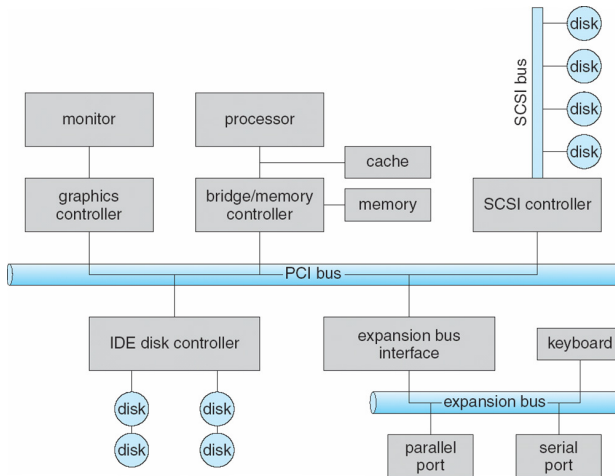 disk
disk
SCSI bus
disk
disk
monitor
processor
cache
graphics
controller
bridge/memory
controller
memory
SCSI controller
PCI bus
IDE disk controller
expansion bus
interface
keyboard
disk
disk
expansion bus
disk
disk
parallel
port
serial
port